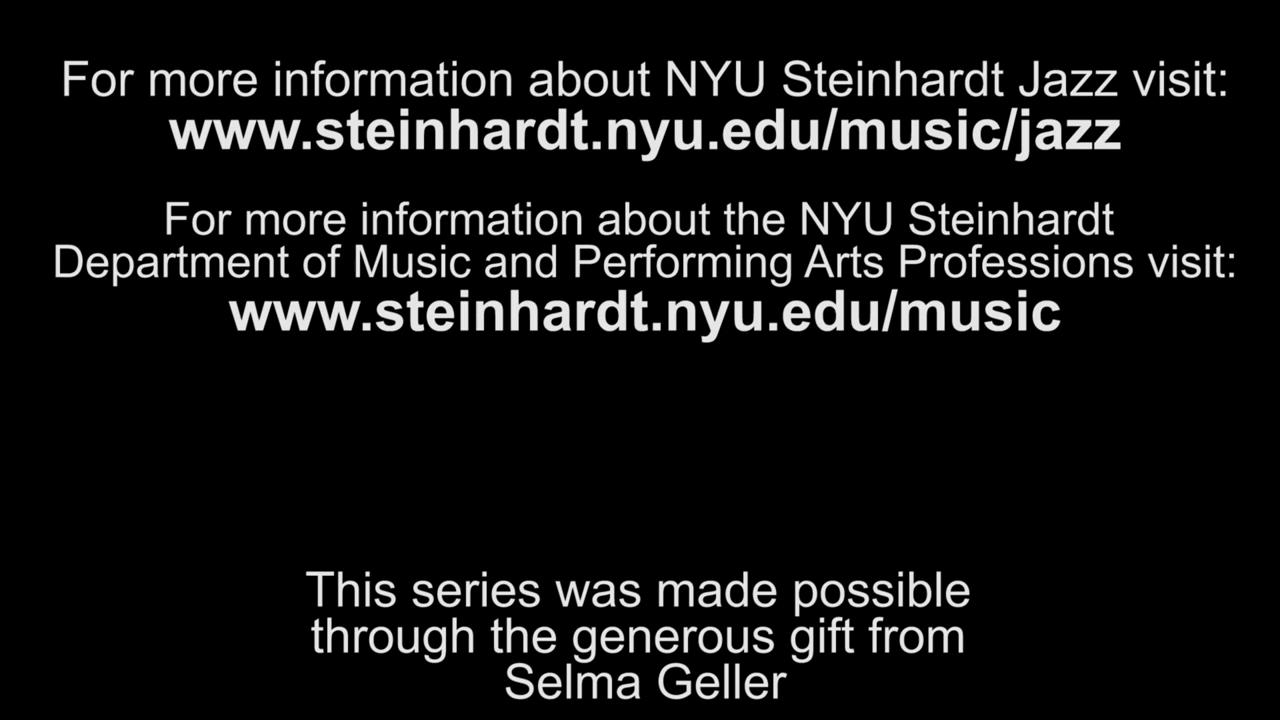 For more information about NYU Steinhardt Jazz visit:
www.steinhardt.nyu.edu/music/jazz
For more information about the NYU Steinhardt
Department of Music and Performing Arts Professions visit:
www.steinhardt.nyu.edu/music
This series was made possible
through the generous gift from
Selma Geller